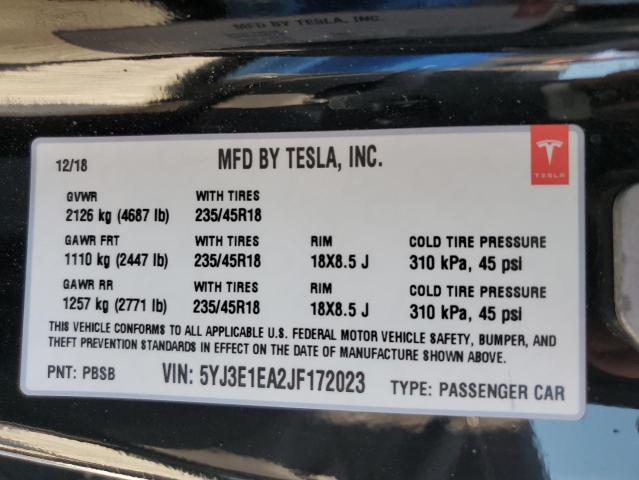 MFD BY TESLA, INC.
12/18 MFD BY TESLA, INC.
TESLA
GVWR WITH TIRES
2126 kg (4687 lb) 235/45R18
GAWR FRT WITH TIRES RIM COLD TIRE PRESSURE
1110 kg (2447 lb) 235/45R18 18X8.5 J 310 kPa, 45 psi
GAWR RR WITH TIRES RIM COLD TIRE PRESSURE
1257 kg (2771 lb) 235/45R18 18X8.5 J 310 kPa, 45 psi
THIS VEHICLE CONFORMS TO ALL APPLICABLE U.S. FEDERAL MOTOR VEHICLE SAFETY, BUMPER, AND
THEFT PREVENTION STANDARDS IN EFFECT ON THE DATE OF MANUFACTURE SHOWN ABOVE.
PNT: PBSB VIN: 5YJ3E1EA2JF172023 TYPE: PASSENGER CAR